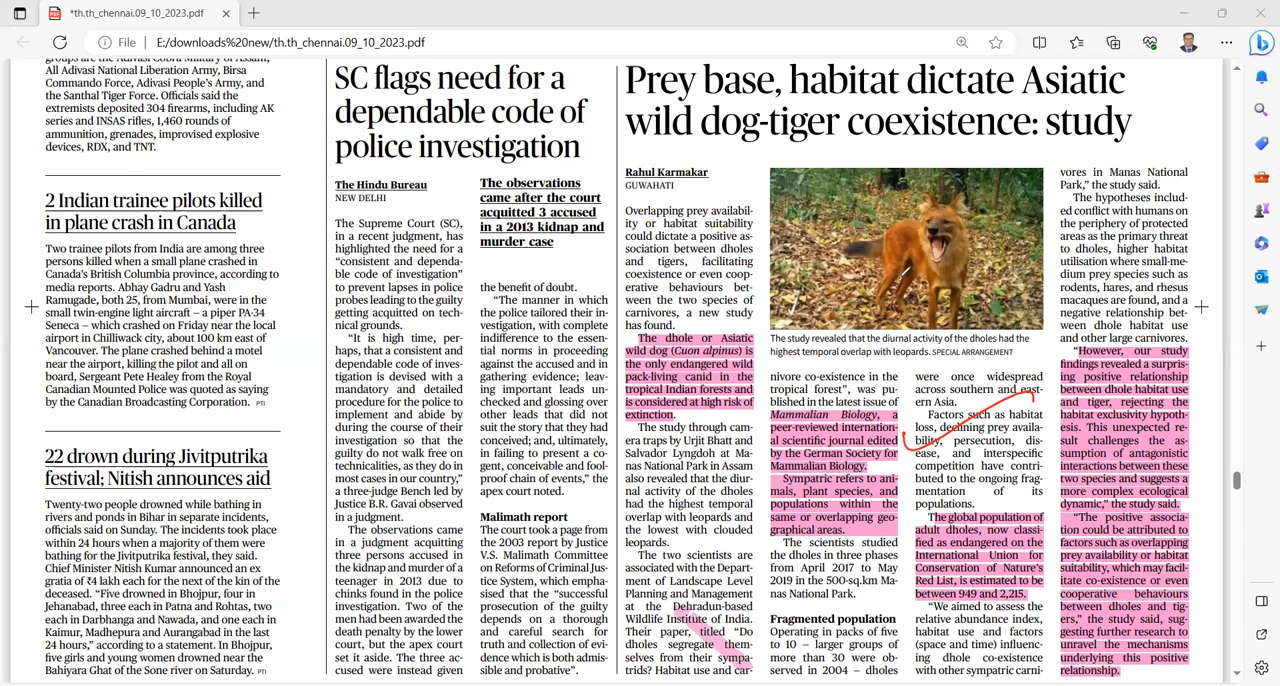 *th.th_chennai.09_10_2023.pdf
File
E:/downloads%20new/th.th_chennai.09_10_2023.pdf
All Adivasi National Liberation Army, Birsa
Commando Force, Adivasi People's Army, and
the Santhal Tiger Force. Officials said the
extremists deposited 304 firearms, including AK
series and INSAS rifles, 1,460 rounds of
ammunition, grenades, improvised explosive
devices, RDX, and TNT.
2 Indian trainee pilots killed
in plane crash in Canada
Two trainee pilots from India are among three
persons killed when a small plane crashed in
Canada's British Columbia province, according to
media reports. Abhay Gadru and Yash
Ramugade, both 25, from Mumbai, were in the
small twin-engine light aircraft – a piper PA-34
Seneca – which crashed on Friday near the local
airport in Chilliwack city, about 100 km east of
Vancouver. The plane crashed behind a motel
near the airport, killing the pilot and all on
board, Sergeant Pete Healey from the Royal
Canadian Mounted Police was quoted as saying
by the Canadian Broadcasting Corporation. PTI
22 drown during Jivitputrika
festival; Nitish announces aid
Twenty-two people drowned while bathing in
rivers and ponds in Bihar in separate incidents,
officials said on Sunday. The incidents took place
within 24 hours when a majority of them were
bathing for the Jivitputrika festival, they said.
Chief Minister Nitish Kumar announced an ex
gratia of ₹4 lakh each for the next of the kin of the
deceased. "Five drowned in Bhojpur, four in
Jehanabad, three each in Patna and Rohtas, two
each in Darbhanga and Nawada, and one each in
Kaimur, Madhepura and Aurangabad in the last
24 hours," according to a statement. In Bhojpur,
five girls and young women drowned near the
Bahiyara Ghat of the Sone river on Saturday. PTI
SC flags need for a
dependable code of
police investigation
The Hindu Bureau
NEW DELHI
The Supreme Court (SC),
in a recent judgment, has
highlighted the need for a
"consistent and dependa-
ble code of investigation"
to prevent lapses in police
probes leading to the guilty
getting acquitted on tech-
nical grounds.
"It is high time, per-
haps, that a consistent and
dependable code of inves-
tigation is devised with a
mandatory and detailed
procedure for the police to
implement and abide by
during the course of their
investigation so that the
guilty do not walk free on
technicalities, as they do in
most cases in our country,"
a three-judge Bench led by
Justice B.R. Gavai observed
in a judgment.
The observations came
in a judgment acquitting
three persons accused in
the kidnap and murder of a
teenager in 2013 due to
chinks found in the police
investigation. Two of the
men had been awarded the
death penalty by the lower
court, but the apex court
set it aside. The three ac-
cused were instead given
The observations
came after the court
acquitted 3 accused
in a 2013 kidnap and
murder case
the benefit of doubt.
"The manner in which
the police tailored their in-
vestigation, with complete
indifference to the essen-
tial norms in proceeding
against the accused and in
gathering evidence; leav-
ing important leads un-
checked and glossing over
other leads that did not
suit the story that they had
conceived; and, ultimately,
in failing to present a co-
gent, conceivable and fool-
proof chain of events," the
apex court noted.
Malimath report
The court took a page from
the 2003 report by Justice
V.S. Malimath Committee
on Reforms of Criminal Jus-
tice System, which empha-
sised that the "successful
prosecution of the guilty
depends on a thorough
and careful search for
truth and collection of evi-
dence which is both admis-
sible and probative".
Prey base, habitat dictate Asiatic
wild dog-tiger coexistence: study
Rahul Karmakar
GUWAHATI
Overlapping prey availabil-
ity or habitat suitability
could dictate a positive as-
sociation between dholes
and tigers, facilitating
coexistence or even coop-
erative behaviours bet-
ween the two species of
carnivores, a new study
has found.
The dhole or Asiatic
wild dog (Cuon alpinus) is
the only endangered wild
pack-living canid in the
tropical Indian forests and
is considered at high risk of
extinction.
The study through cam-
era traps by Urjit Bhatt and
Salvador Lyngdoh at Ma-
nas National Park in Assam
also revealed that the diur-
nal activity of the dholes
had the highest temporal
overlap with leopards and
the lowest with clouded
leopards.
The two scientists are
associated with the Depart-
ment of Landscape Level
Planning and Management
at the Dehradun-based
Wildlife Institute of India.
Their paper, titled "Do
dholes segregate them-
selves from their sympa-
trids? Habitat use and car-
The study revealed that the diurnal activity of the dholes had the
highest temporal overlap with leopards. SPECIAL ARRANGEMENT
nivore co-existence in the
tropical forest", was pu-
blished in the latest issue of
Mammalian Biology, a
peer-reviewed internation-
al scientific journal edited
by the German Society for
Mammalian Biology.
Sympatric refers to ani-
mals, plant species, and
populations within the
same or overlapping geo-
graphical areas.
The scientists studied
the dholes in three phases
from April 2017 to May
2019 in the 500-sq.km Ma-
nas National Park.
Fragmented population
Operating in packs of five
to 10 – larger groups of
more than 30 were ob-
served in 2004 – dholes
were once widespread
across southern and east-
ern Asia.
Factors such as habitat
loss, declining prey availa-
bility, persecution, dis-
ease, and interspecific
competition have contri-
buted to the ongoing frag-
mentation of its
populations.
The global population of
adult dholes, now classi-
fied as endangered on the
International Union for
Conservation of Nature's
Red List, is estimated to be
between 949 and 2,215.
"We aimed to assess the
relative abundance index,
habitat use and factors
(space and time) influenc-
ing dhole co-existence
with other sympatric carni-
vores in Manas National
Park," the study said.
The hypotheses includ-
ed conflict with humans on
the periphery of protected
areas as the primary threat
to dholes, higher habitat
utilisation where small-me-
dium prey species such as
rodents, hares, and rhesus
macaques are found, and a
negative relationship bet-
ween dhole habitat use
and other large carnivores.
"However, our study
findings revealed a surpris-
ing positive relationship
between dhole habitat use
and tiger, rejecting the
habitat exclusivity hypoth-
esis. This unexpected re-
sult challenges the as-
sumption of antagonistic
interactions between these
two species and suggests a
more complex ecological
dynamic," the study said.
"The positive associa-
tion could be attributed to
factors such as overlapping
prey availability or habitat
suitability, which may facil-
itate co-existence or even
cooperative behaviours
between dholes and tig-
ers," the study said, sug-
gesting further research to
unravel the mechanisms
underlying this positive
relationship.